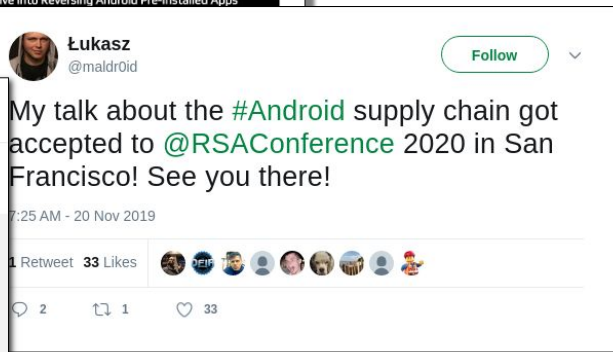 ve into Reversing Android Pre-Installed Apps
Łukasz
@maldr0id
Follow
My talk about the #Android supply chain got
accepted to @RSAConference 2020 in San
Francisco! See you there!
7:25 AM - 20 Nov 2019
1 Retweet 33 Likes
DFIR
2 1 33